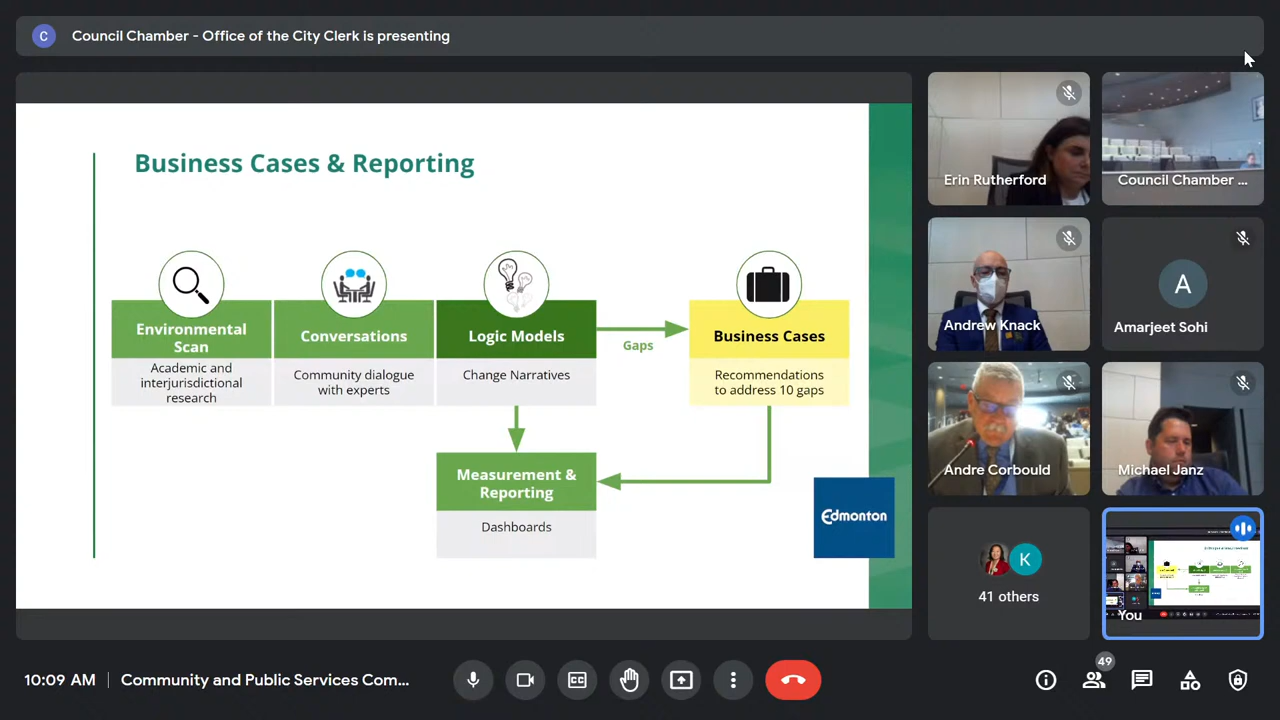 C
Council Chamber - Office of the City Clerk is presenting
Business Cases & Reporting
Environmental
Scan
Academic and
interjurisdictional
research
Conversations
Community dialogue
with experts
Logic Models
Change Narratives
Gaps
Business Cases
Recommendations
to address 10 gaps
Measurement &
Reporting
Dashboards
Edmonton
Erin Rutherford
Council Chamber ...
Andrew Knack
A
Amarjeet Sohi
Andre Corbould
Michael Janz
K
41 others
You
10:09 AM
Community and Public Services Com...
49